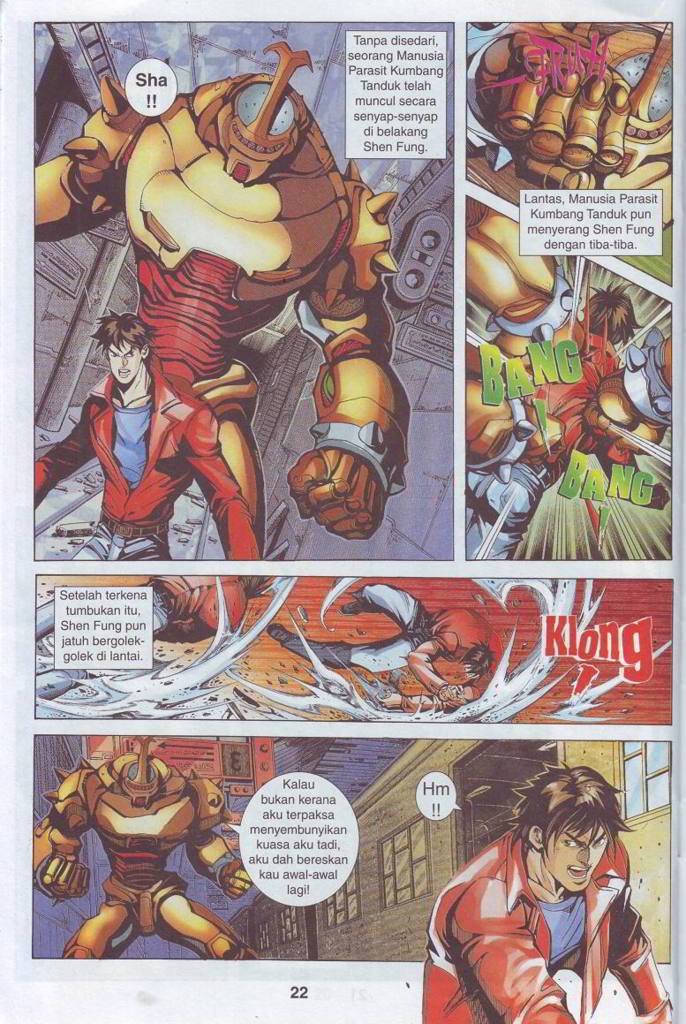 Sha
!!
Tanpa disedari,
seorang Manusia
Parasit Kumbang
Tanduk telah
muncul secara
senyap-senyap
di belakang
Shen Fung.
Lantas, Manusia Parasit
Kumbang Tanduk pun
menyerang Shen Fung
dengan tiba-tiba.
BANG
!
BANG
!
Setelah terkena
tumbukan itu,
Shen Fung pun
jatuh bergolek-
golek di lantai.
Klong
!
Kalau
bukan kerana
aku terpaksa
menyembunyikan
kuasa aku tadi,
aku dah bereskan
kau awal-awal
lagi!
Hm
!!
22